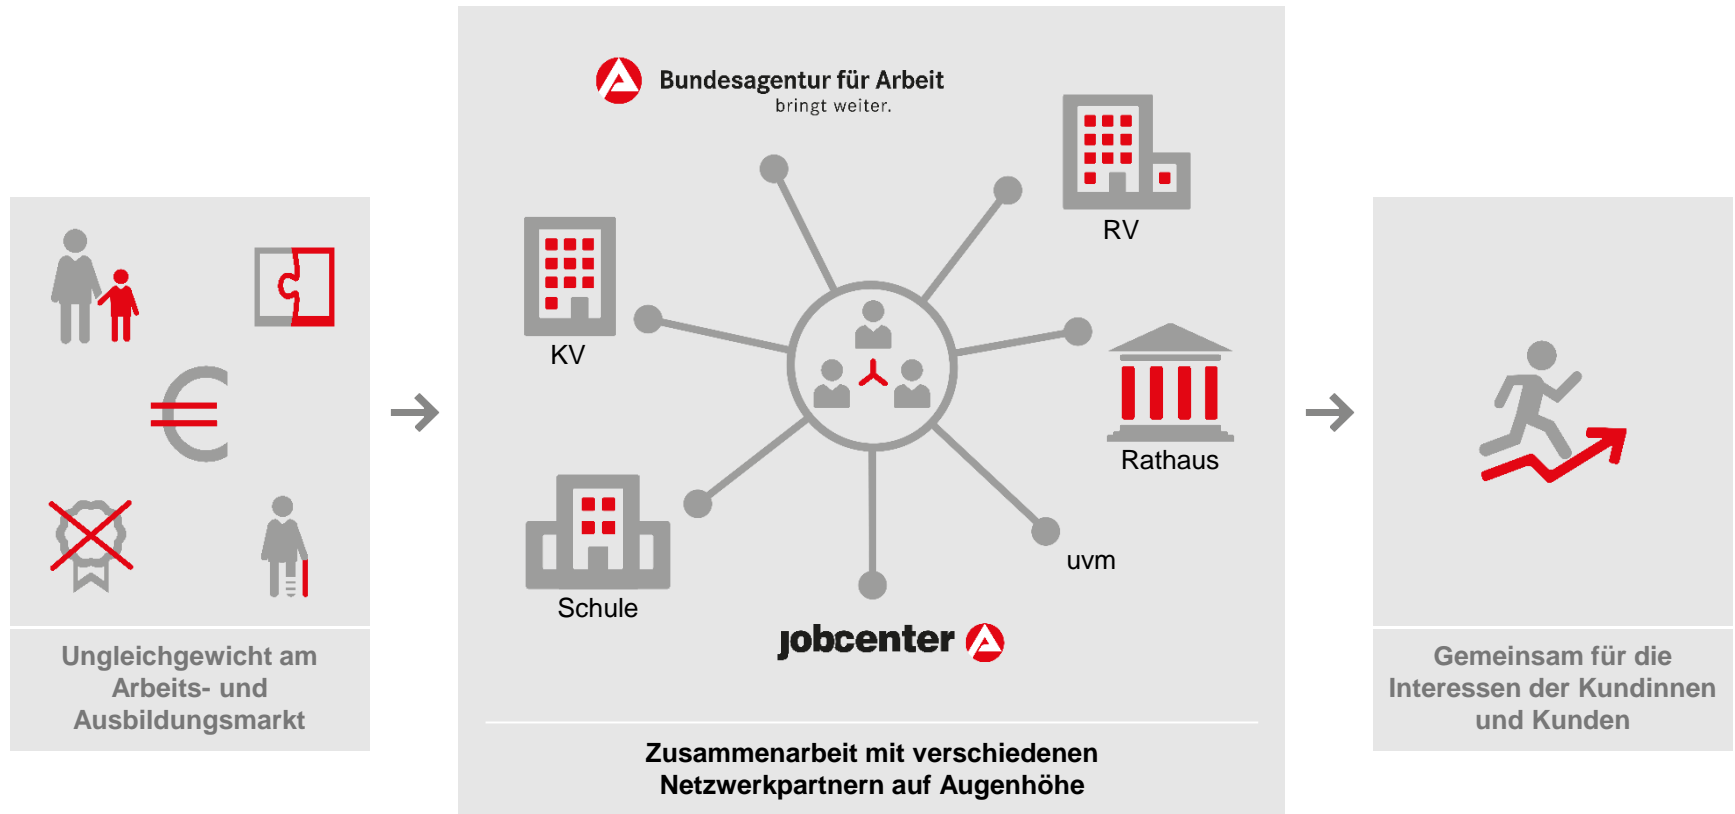 Bundesagentur für Arbeit
bringt weiter.
RV
KV
Rathaus
Schule
uvm
jobcenter
Ungleichgewicht am
Arbeits- und
Ausbildungsmarkt
Zusammenarbeit mit verschiedenen
Netzwerkpartnern auf Augenhöhe
Gemeinsam für die
Interessen der Kundinnen
und Kunden